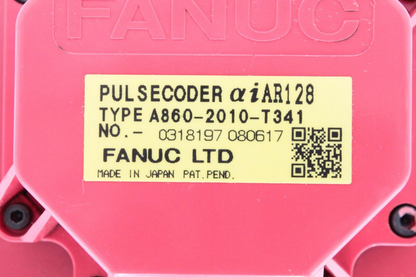 FANUC
PULSECODER αiAR128
TYPE A860-2010-T341
NO.- 0318197 080617
FANUC LTD
MADE IN JAPAN PAT.PEND.